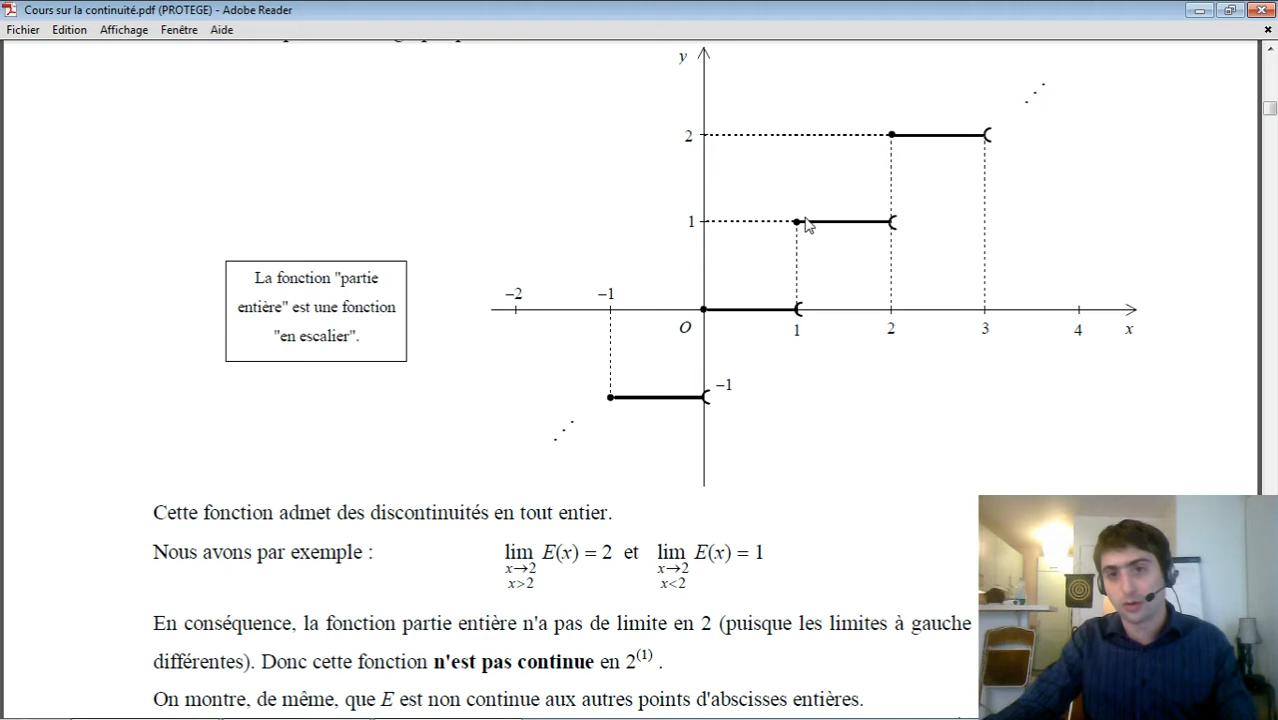 Cours sur la continuité.pdf (PROTEGE) - Adobe Reader
Fichier Edition Affichage Fenêtre Aide
y
2
1
La fonction "partie
entière" est une fonction
"en escalier".
−2 −1
O 1 2 3 4 x
−1
Cette fonction admet des discontinuités en tout entier.
Nous avons par exemple : lim E(x) = 2 et lim E(x) = 1
x→2 x→2
x>2 x<2
En conséquence, la fonction partie entière n'a pas de limite en 2 (puisque les limites à gauche
différentes). Donc cette fonction n'est pas continue en 2(1) .
On montre, de même, que E est non continue aux autres points d'abscisses entières.